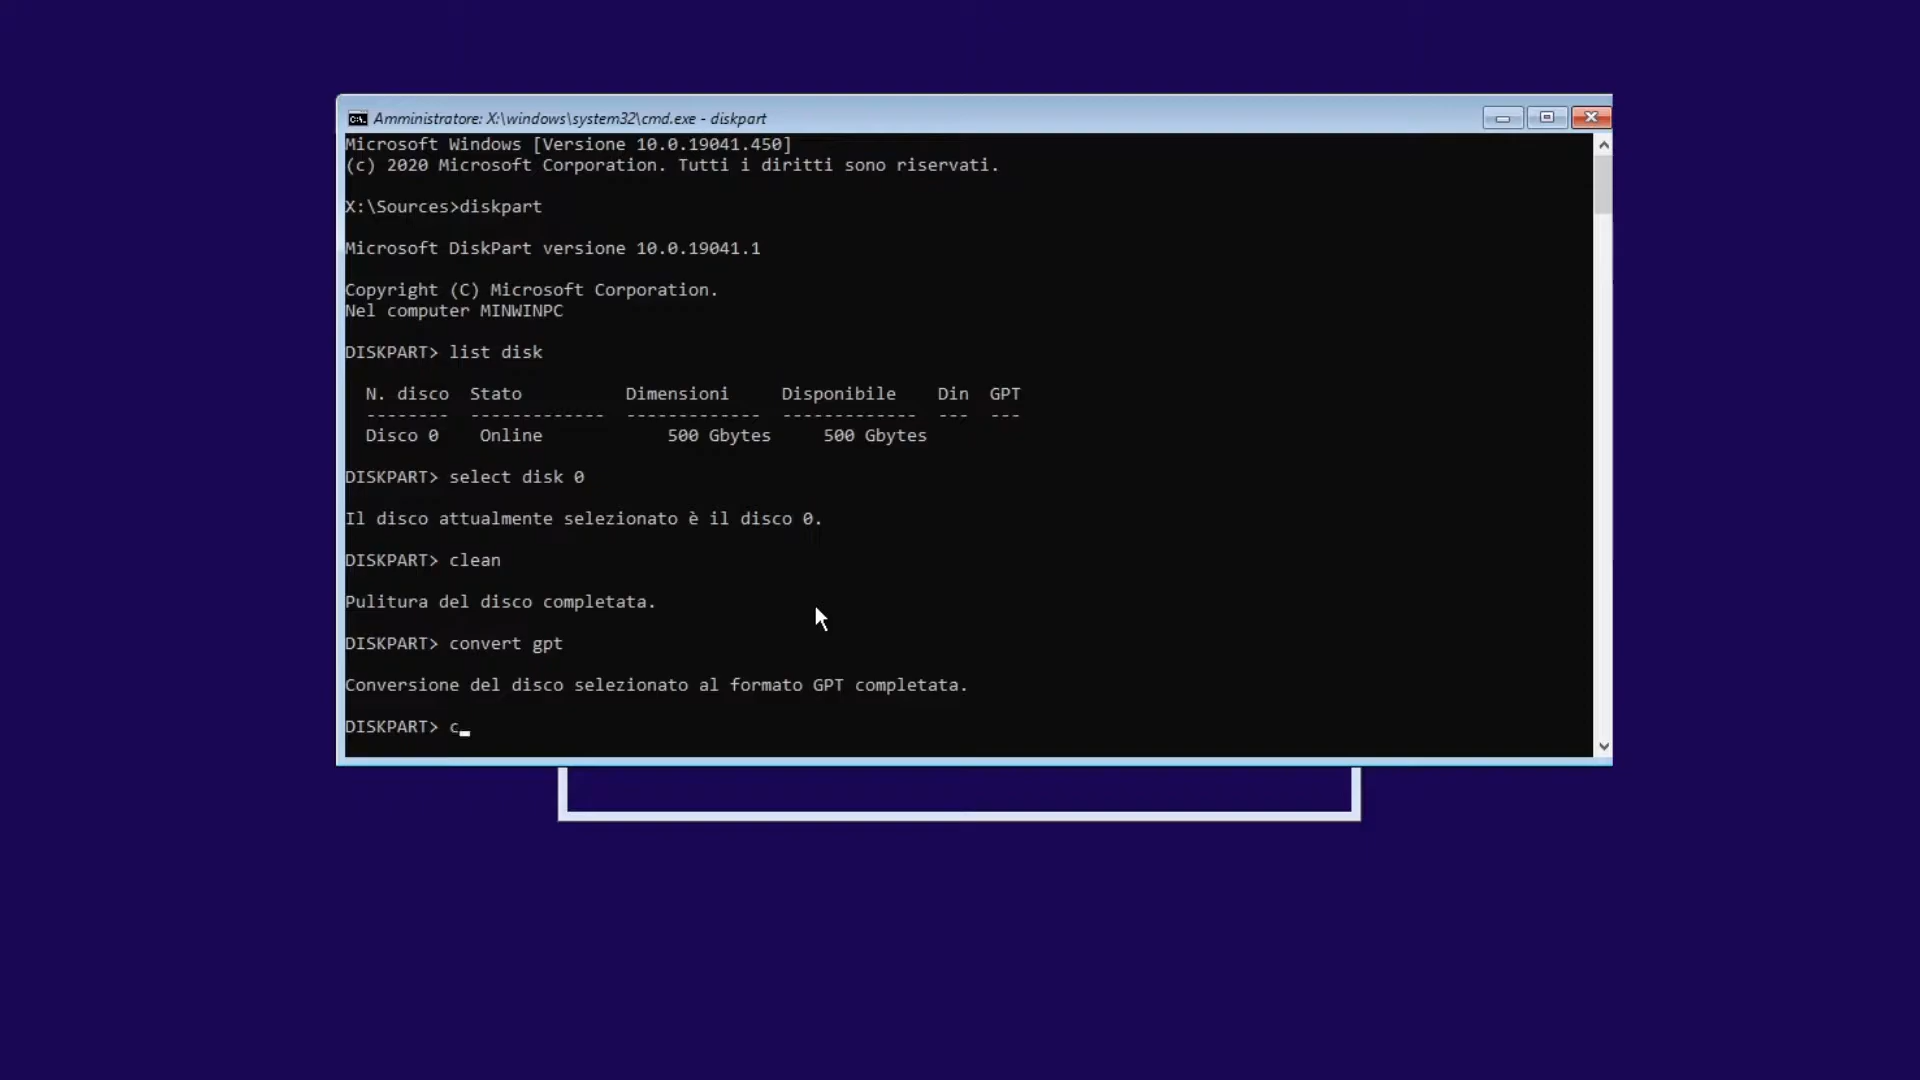 Amministratore: X:\windows\system32\cmd.exe - diskpart
Microsoft Windows [Versione 10.0.19041.450]
(c) 2020 Microsoft Corporation. Tutti i diritti sono riservati.
X:\Sources>diskpart
Microsoft DiskPart versione 10.0.19041.1
Copyright (C) Microsoft Corporation.
Nel computer MINWINPC
DISKPART> list disk
N. disco  Stato          Dimensioni     Disponibile    Din  GPT
--------  -------------  -------------  -------------  ---  ---
Disco 0    Online            500 Gbytes     500 Gbytes
DISKPART> select disk 0
Il disco attualmente selezionato è il disco 0.
DISKPART> clean
Pulitura del disco completata.
DISKPART> convert gpt
Conversione del disco selezionato al formato GPT completata.
DISKPART> c